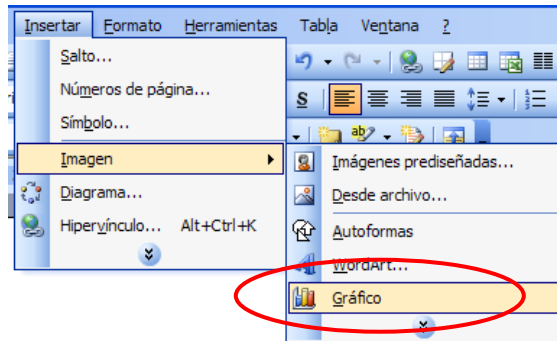 Insertar Formato Herramientas Tabla Ventana ?
Salto...
Números de página...
Símbolo...
Imagen
Diagrama...
Hipervínculo... Alt+Ctrl+K
S
Imágenes prediseñadas...
Desde archivo...
Autoformas
WordArt...
Gráfico